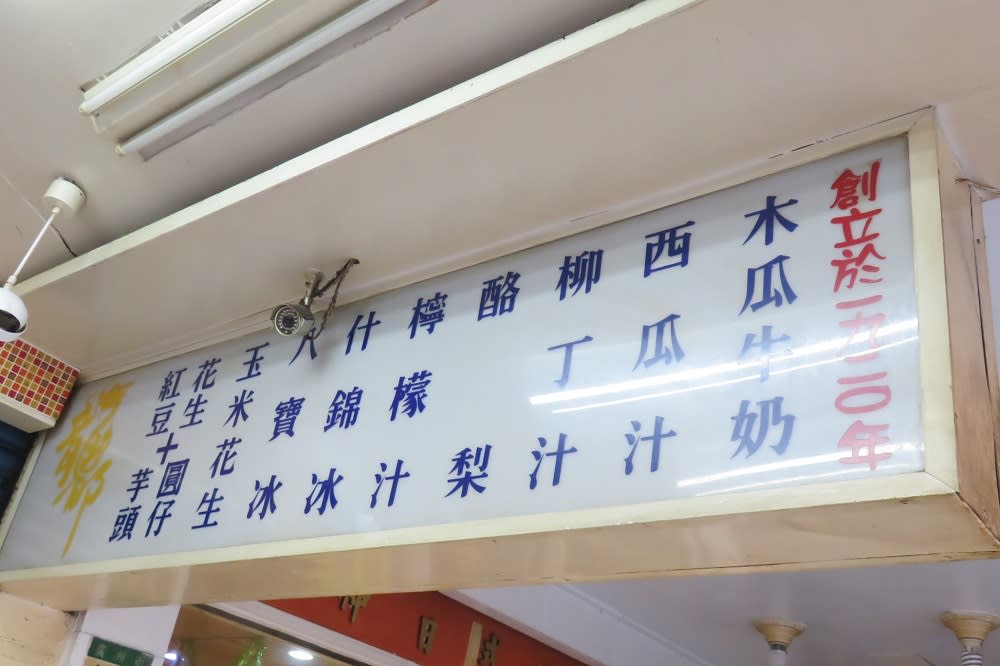 創立於一九二〇年
木瓜牛奶
西瓜汁
柳丁汁
酪梨
檸檬汁
什錦冰
八寶冰
玉米花生
花生
紅豆
+
圓仔
芋頭